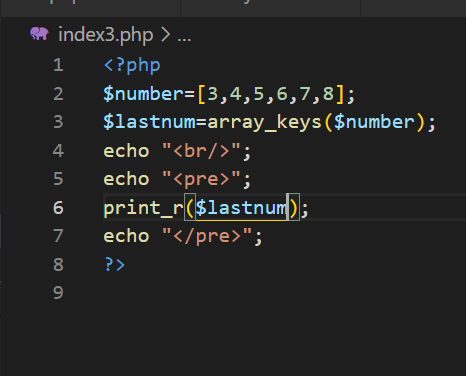 index3.php > ...
1 <?php
2 $number=[3,4,5,6,7,8];
3 $lastnum=array_keys($number);
4 echo "<br/>";
5 echo "<pre>";
6 print_r($lastnum);
7 echo "</pre>";
8 ?>
9